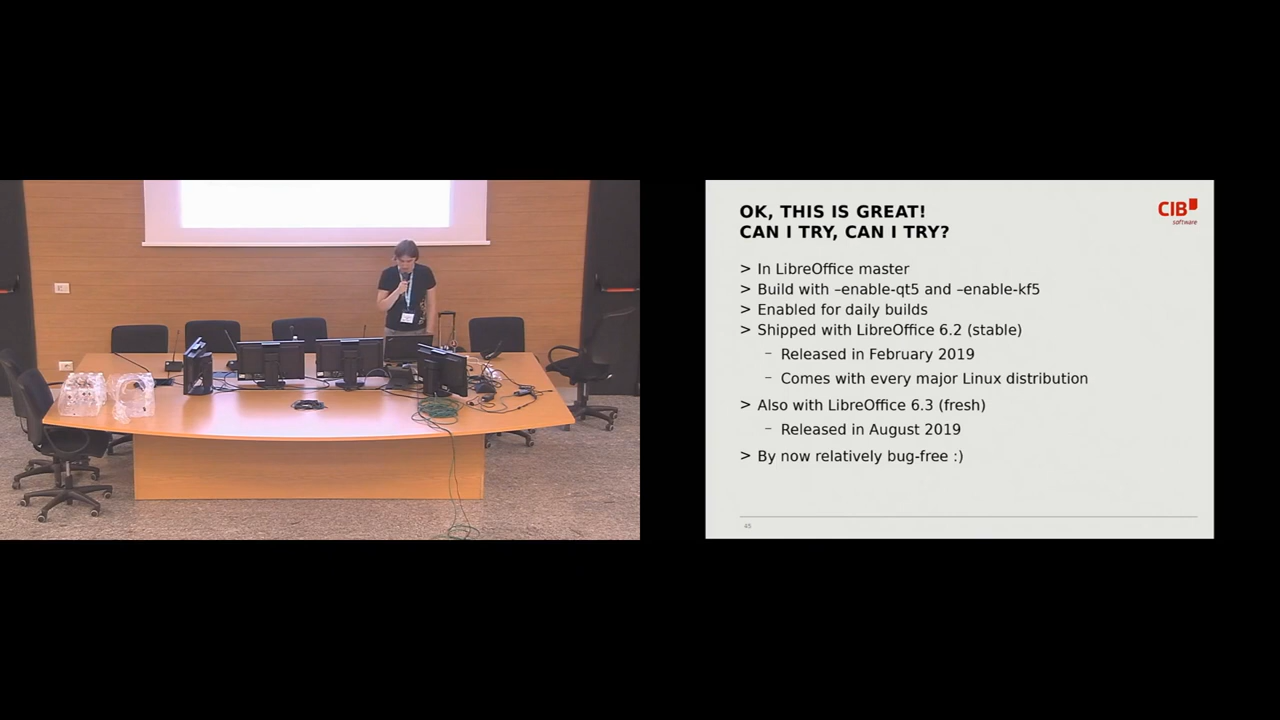 OK, THIS IS GREAT!
CAN I TRY, CAN I TRY?
CIB
software
> In LibreOffice master
> Build with –enable-qt5 and –enable-kf5
> Enabled for daily builds
> Shipped with LibreOffice 6.2 (stable)
– Released in February 2019
– Comes with every major Linux distribution
> Also with LibreOffice 6.3 (fresh)
– Released in August 2019
> By now relatively bug-free :)
45